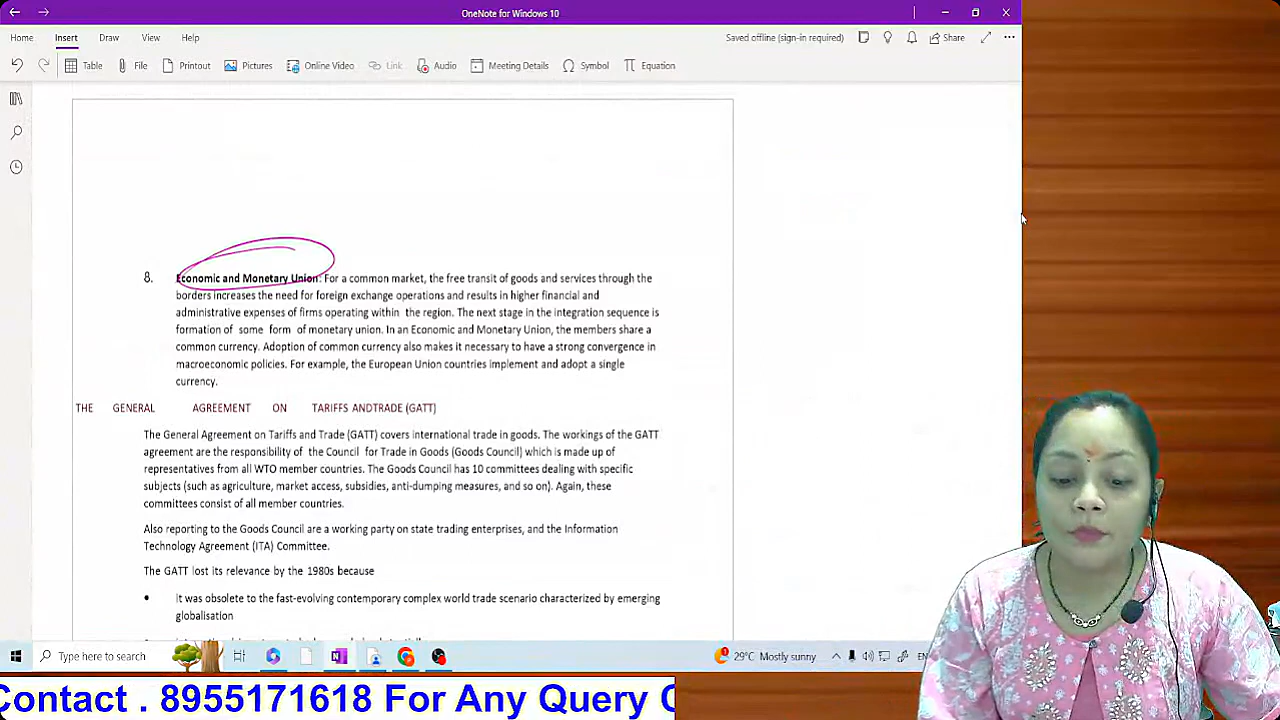 OneNote for Windows 10
Home Insert Draw View Help
Saved offline (sign-in required) Share
Table File Printout Pictures Online Video Link Audio Meeting Details Symbol Equation
8. Economic and Monetary Union: For a common market, the free transit of goods and services through the
borders increases the need for foreign exchange operations and results in higher financial and
administrative expenses of firms operating within the region. The next stage in the integration sequence is
formation of some form of monetary union. In an Economic and Monetary Union, the members share a
common currency. Adoption of common currency also makes it necessary to have a strong convergence in
macroeconomic policies. For example, the European Union countries implement and adopt a single
currency.
THE GENERAL AGREEMENT ON TARIFFS ANDTRADE (GATT)
The General Agreement on Tariffs and Trade (GATT) covers international trade in goods. The workings of the GATT
agreement are the responsibility of the Council for Trade in Goods (Goods Council) which is made up of
representatives from all WTO member countries. The Goods Council has 10 committees dealing with specific
subjects (such as agriculture, market access, subsidies, anti-dumping measures, and so on). Again, these
committees consist of all member countries.
Also reporting to the Goods Council are a working party on state trading enterprises, and the Information
Technology Agreement (ITA) Committee.
The GATT lost its relevance by the 1980s because
• It was obsolete to the fast-evolving contemporary complex world trade scenario characterized by emerging
globalisation
Type here to search
29°C Mostly sunny
Contact . 8955171618 For Any Query